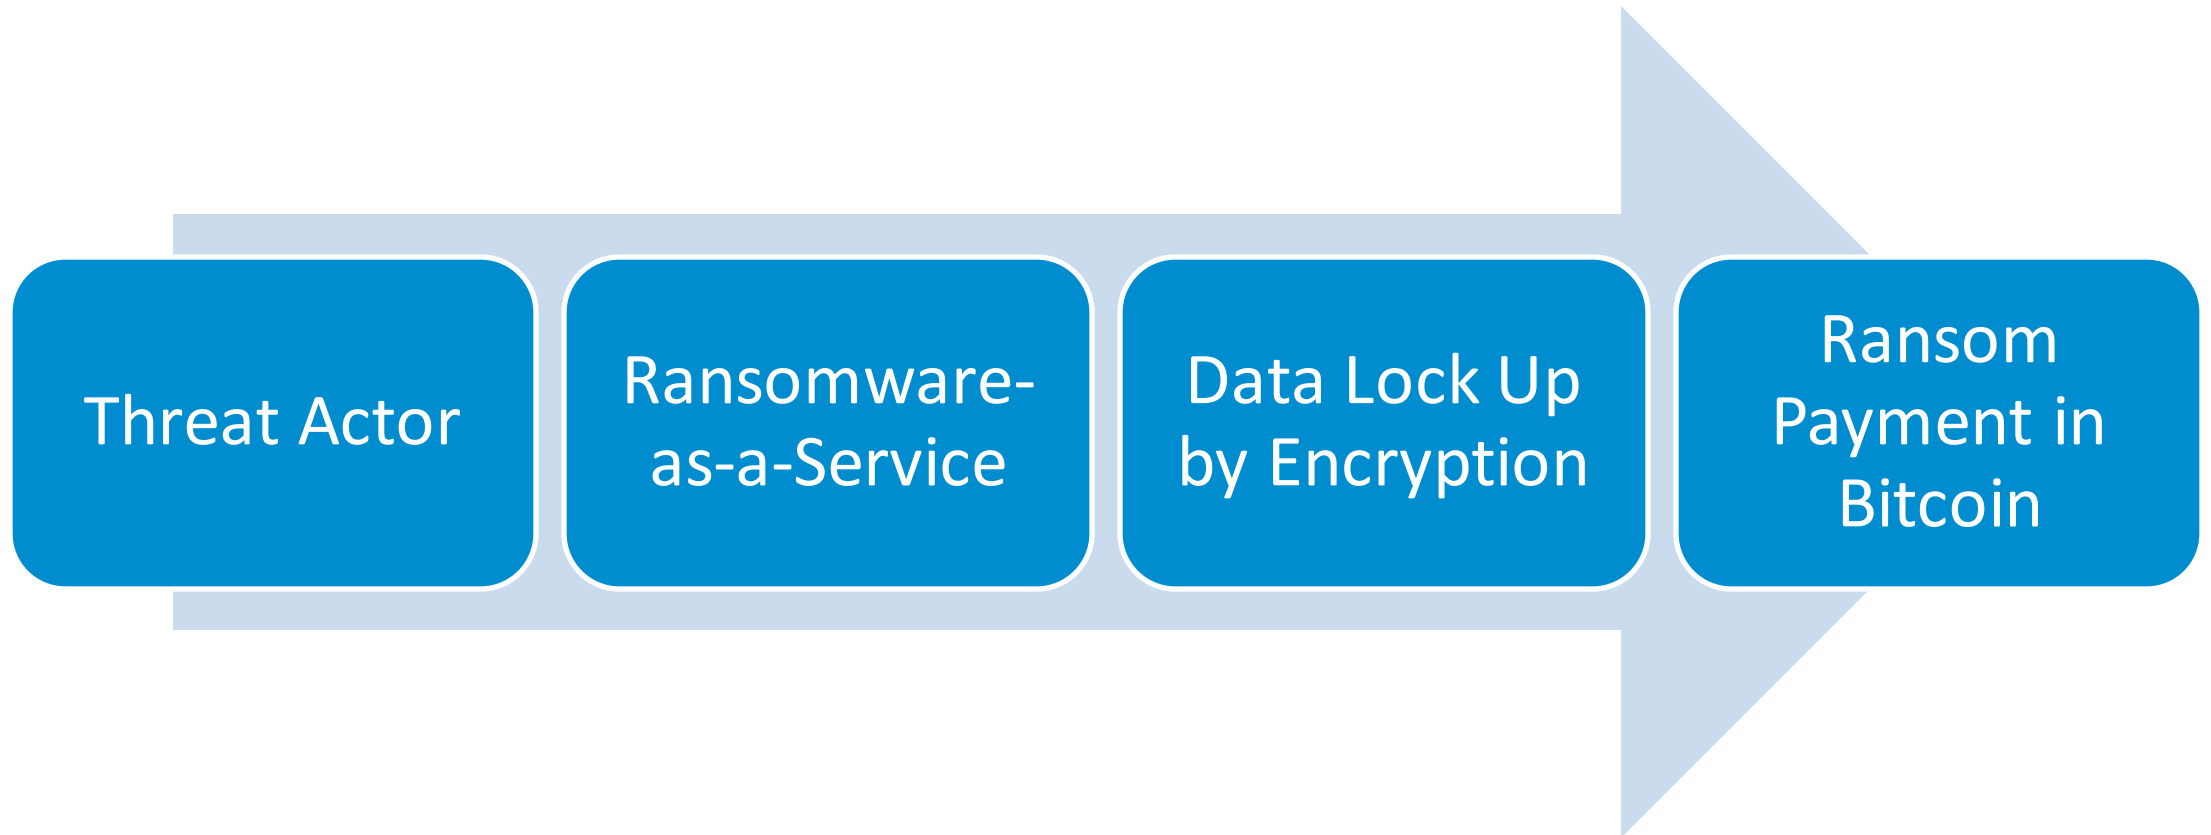 Threat Actor
Ransomware-
as-a-Service
Data Lock Up
by Encryption
Ransom
Payment in
Bitcoin